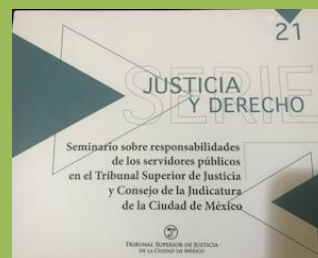 21
SERIE
JUSTICIA
Y DERECHO
Seminario sobre responsabilidades
de los servidores públicos
en el Tribunal Superior de Justicia
y Consejo de la Judicatura
de la Ciudad de México
TRIBUNAL SUPERIOR DE JUSTICIA
DE LA CIUDAD DE MÉXICO